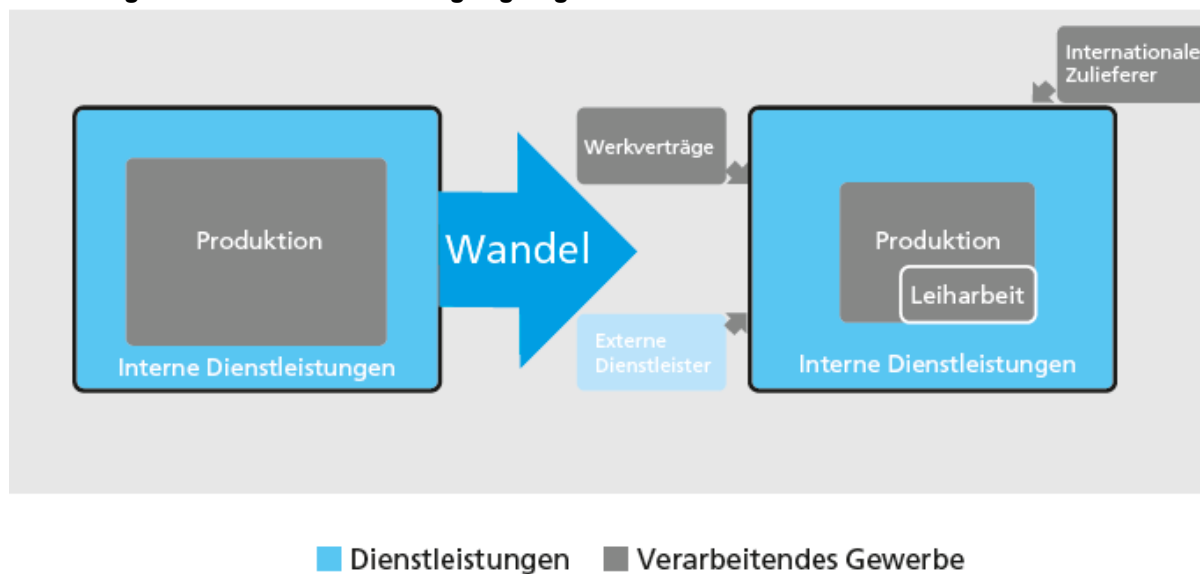 Produktion
Interne Dienstleistungen
Wandel
Werkverträge
Externe
Dienstleister
Internationale
Zulieferer
Produktion
Leiharbeit
Interne Dienstleistungen
Dienstleistungen
Verarbeitendes Gewerbe